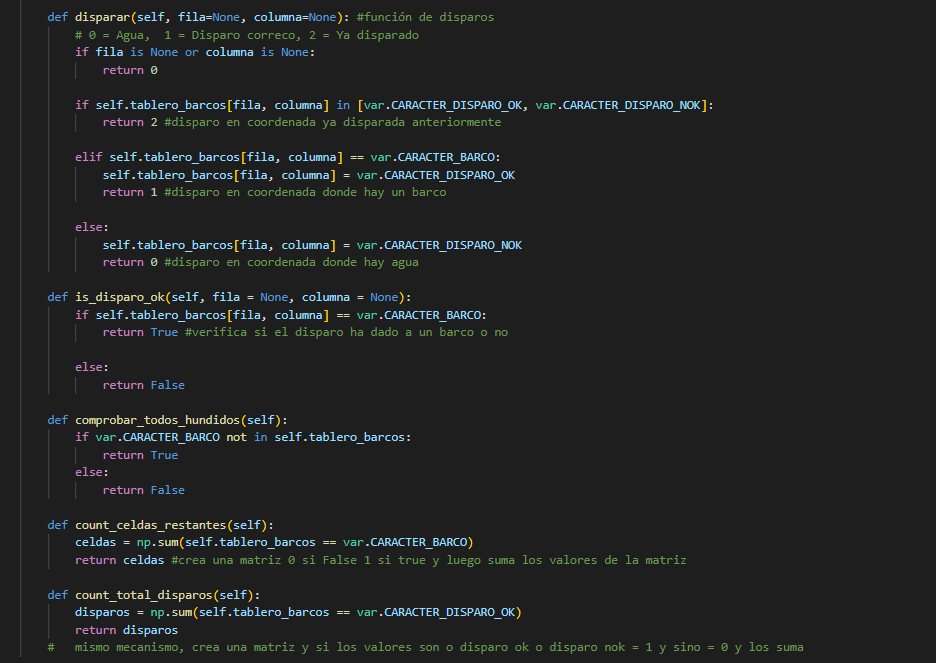 def disparar(self, fila=None, columna=None): #función de disparos
    # 0 = Agua,  1 = Disparo correco, 2 = Ya disparado
    if fila is None or columna is None:
        return 0

    if self.tablero_barcos[fila, columna] in [var.CARACTER_DISPARO_OK, var.CARACTER_DISPARO_NOK]:
        return 2 #disparo en coordenada ya disparada anteriormente

    elif self.tablero_barcos[fila, columna] == var.CARACTER_BARCO:
        self.tablero_barcos[fila, columna] = var.CARACTER_DISPARO_OK
        return 1 #disparo en coordenada donde hay un barco

    else:
        self.tablero_barcos[fila, columna] = var.CARACTER_DISPARO_NOK
        return 0 #disparo en coordenada donde hay agua

def is_disparo_ok(self, fila = None, columna = None):
    if self.tablero_barcos[fila, columna] == var.CARACTER_BARCO:
        return True #verifica si el disparo ha dado a un barco o no

    else:
        return False

def comprobar_todos_hundidos(self):
    if var.CARACTER_BARCO not in self.tablero_barcos:
        return True
    else:
        return False

def count_celdas_restantes(self):
    celdas = np.sum(self.tablero_barcos == var.CARACTER_BARCO)
    return celdas #crea una matriz 0 si False 1 si true y luego suma los valores de la matriz

def count_total_disparos(self):
    disparos = np.sum(self.tablero_barcos == var.CARACTER_DISPARO_OK)
    return disparos
#   mismo mecanismo, crea una matriz y si los valores son o disparo ok o disparo nok = 1 y sino = 0 y los suma